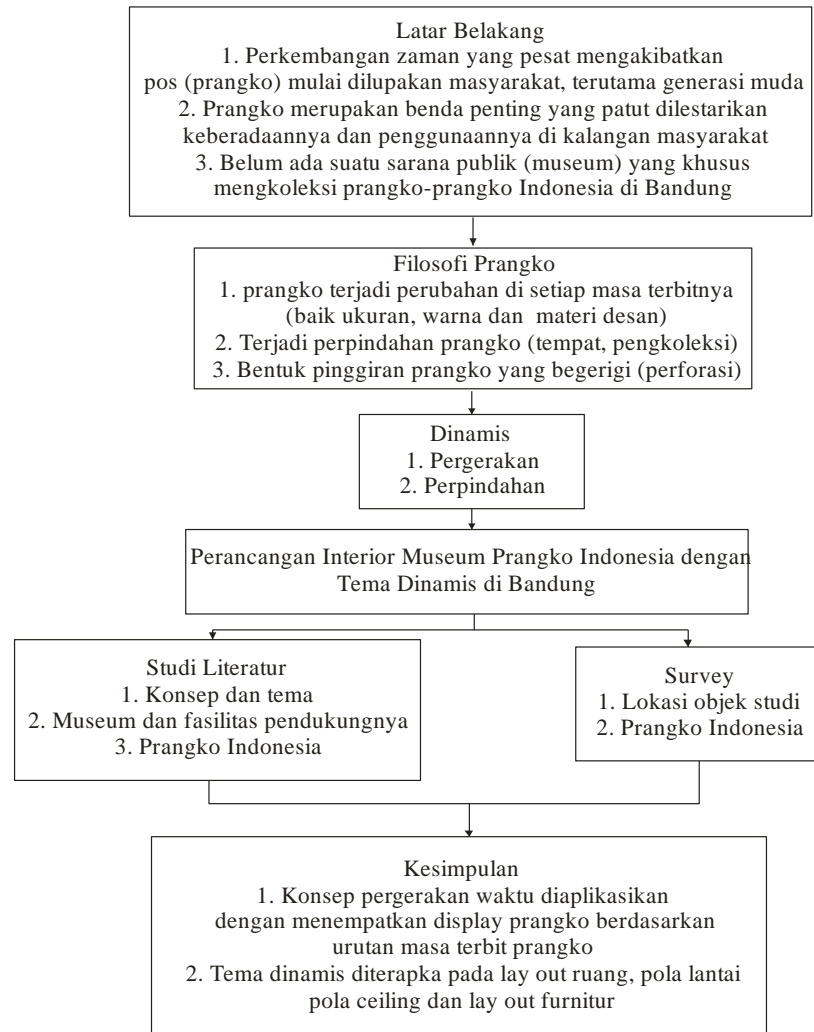 Latar Belakang
1. Perkembangan zaman yang pesat mengakibatkan
pos (prangko) mulai dilupakan masyarakat, terutama generasi muda
2. Prangko merupakan benda penting yang patut dilestarikan
keberadaannya dan penggunaannya di kalangan masyarakat
3. Belum ada suatu sarana publik (museum) yang khusus
mengkoleksi prangko-prangko Indonesia di Bandung
Filosofi Prangko
1. prangko terjadi perubahan di setiap masa terbitnya
(baik ukuran, warna dan materi desan)
2. Terjadi perpindahan prangko (tempat, pengkoleksi)
3. Bentuk pinggiran prangko yang begerigi (perforasi)
Dinamis
1. Pergerakan
2. Perpindahan
Perancangan Interior Museum Prangko Indonesia dengan
Tema Dinamis di Bandung
Studi Literatur
1. Konsep dan tema
2. Museum dan fasilitas pendukungnya
3. Prangko Indonesia
Survey
1. Lokasi objek studi
2. Prangko Indonesia
Kesimpulan
1. Konsep pergerakan waktu diaplikasikan
dengan menempatkan display prangko berdasarkan
urutan masa terbit prangko
2. Tema dinamis diterapka pada lay out ruang, pola lantai
pola ceiling dan lay out furnitur